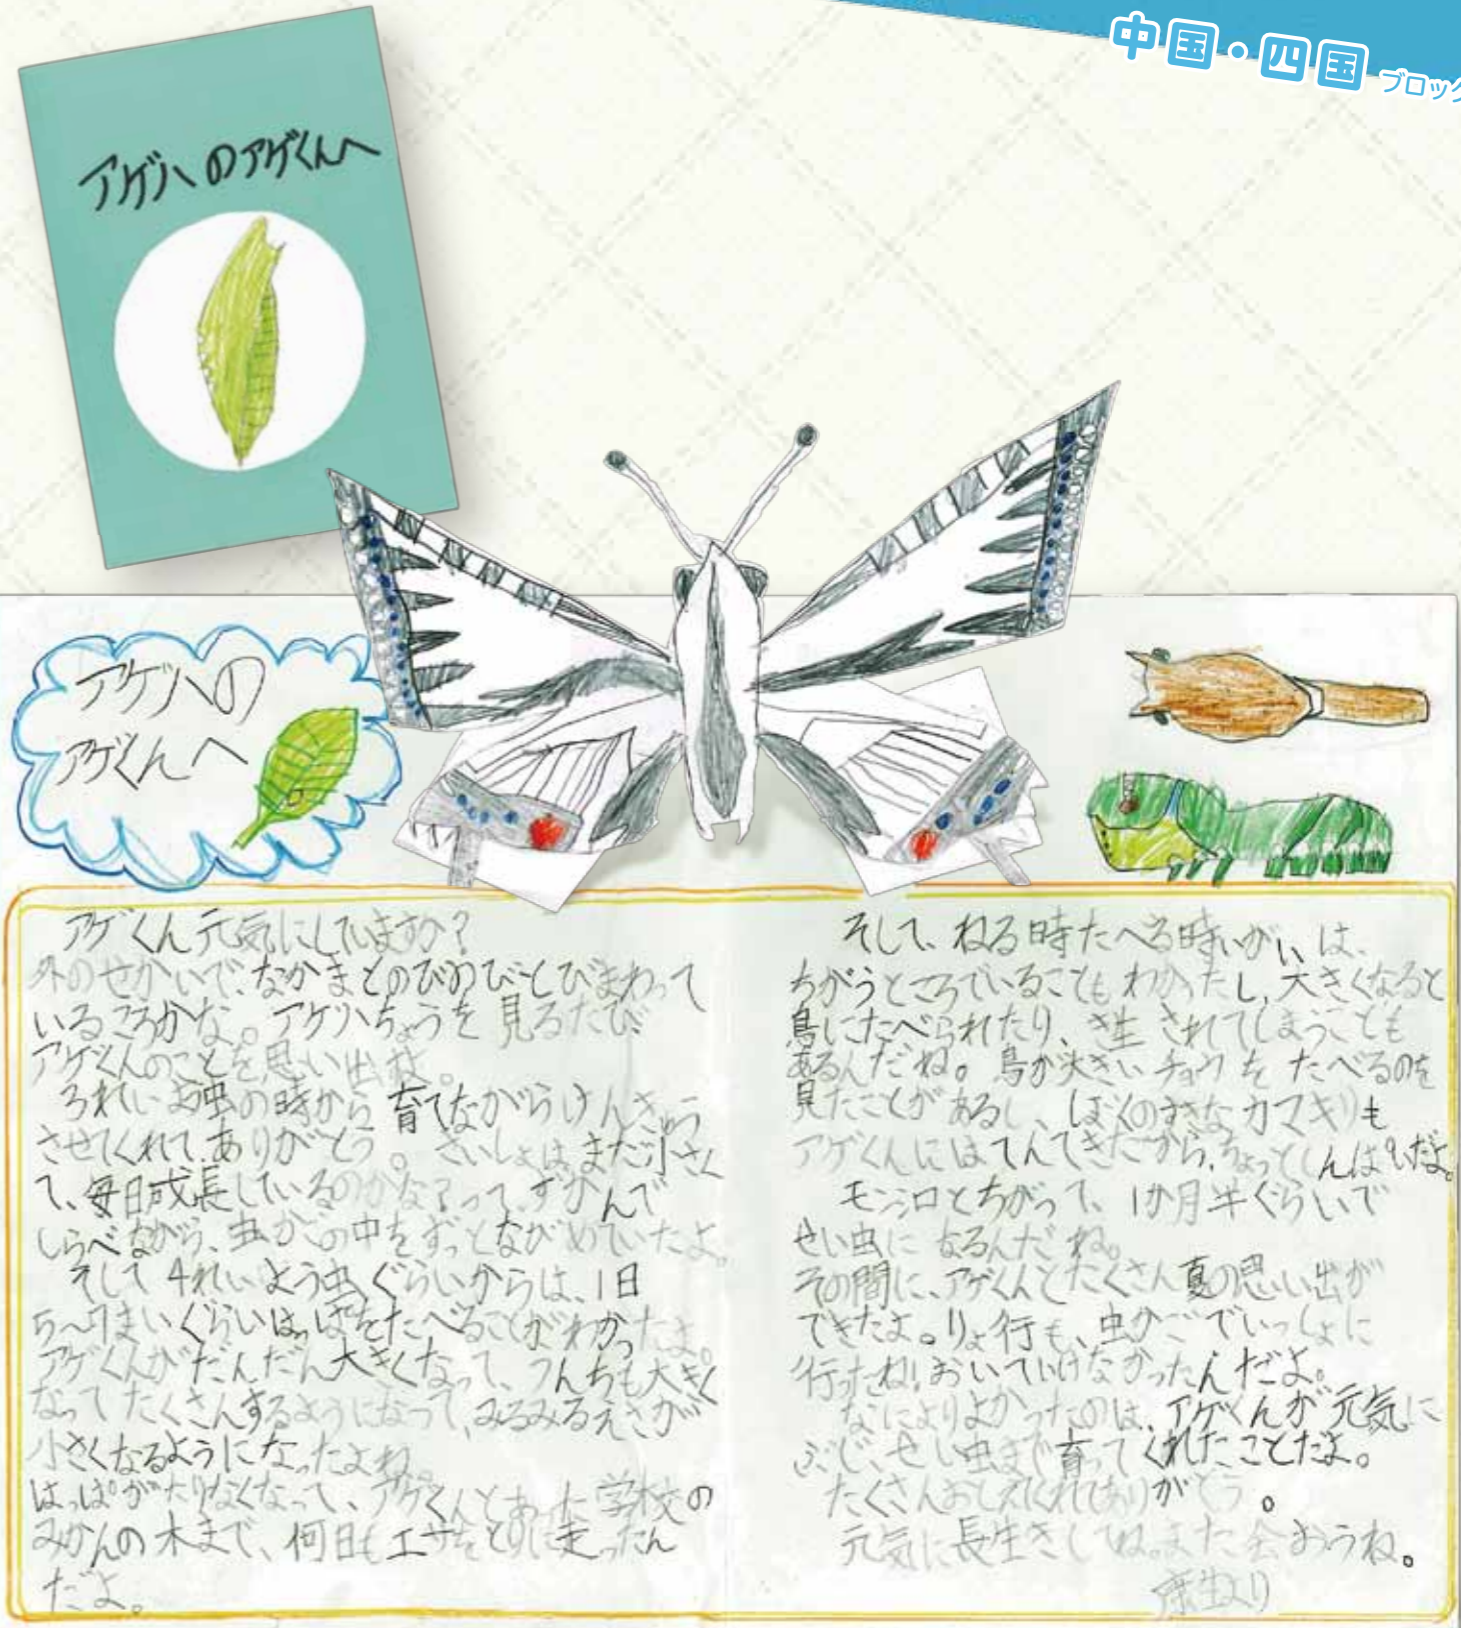 中国・四国 ブロック
アゲハのアゲくんへ
アゲハの
アゲくんへ
アゲくん元気にしていますか?
外のせかいで、なかまとのびのびとびまわって
いるころかな。アゲハちょうを見るたび
アゲくんのことを思い出すよ。
3れいよう虫の時から育てながらけんきゅう
させてくれて、ありがとう。さいしょは、まだ小さく
て、毎日成長しているのかな?って、ずかんで
しらべながら、虫かごの中をずっとながめていたよ。
そして4れいよう虫ぐらいからは、1日
5〜7まいぐらいはっぱをたべることがわかったよ。
アゲくんがだんだん大きくなって、うんちも大きく
なってたくさんするようになって、みるみるえさが
小さくなるようになったよね。
はっぱがたりなくなって、アゲくんとあった学校の
みかんの木まで、何日もエサをとりに走ったん
だよ。
そして、ねる時たべる時いがいは、
ちがうところでいることもわかったし、大きくなると
鳥にたべられたり、き生されてしまうことも
あるんだね。鳥が大きいチョウをたべるのを
見たことがあるし、ぼくのすきなカマキリも
アゲくんにはてんてきだから、ちょっとしんぱいだよ。
モンシロとちがって、1か月半ぐらいで
せい虫になるんだね。
その間に、アゲくんとたくさん夏の思い出が
できたよ。りょ行も、虫かごでいっしょに
行ったね!おいていけなかったんだよ。
なによりよかったのは、アゲくんが元気に
ぶじ、せい虫まで育ってくれたことだよ。
たくさんおしえてくれてありがとう。
元気に長生きしてね。また会おうね。
より